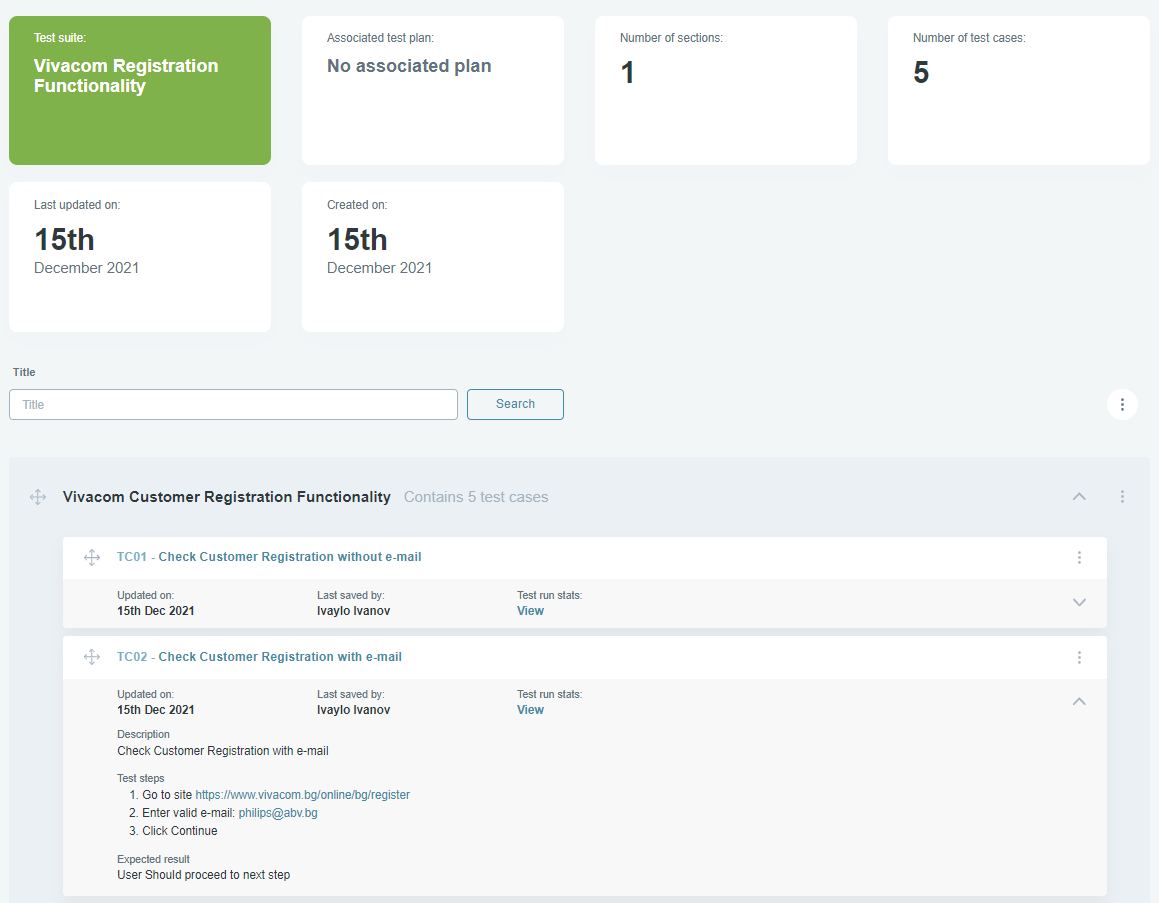 Test suite:
Vivacom Registration
Functionality
Associated test plan:
No associated plan
Number of sections:
1
Number of test cases:
5
Last updated on:
15th
December 2021
Created on:
15th
December 2021
Title
Title
Search
Vivacom Customer Registration Functionality Contains 5 test cases
TC01 - Check Customer Registration without e-mail
Updated on: Last saved by: Test run stats:
15th Dec 2021 Ivaylo Ivanov View
TC02 - Check Customer Registration with e-mail
Updated on: Last saved by: Test run stats:
15th Dec 2021 Ivaylo Ivanov View
Description
Check Customer Registration with e-mail
Test steps
1. Go to site https://www.vivacom.bg/online/bg/register
2. Enter valid e-mail: philips@abv.bg
3. Click Continue
Expected result
User Should proceed to next step